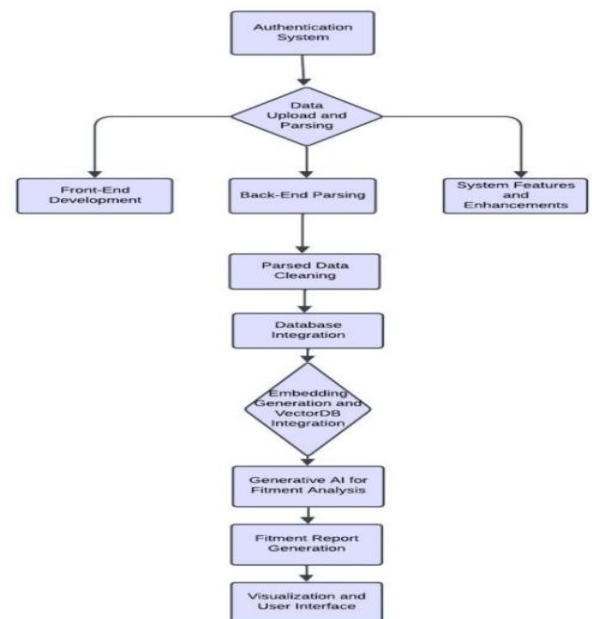 Authentication
System
Data
Upload and
Parsing
Front-End
Development
Back-End Parsing
System Features
and
Enhancements
Parsed Data
Cleaning
Database
Integration
Embedding
Generation and
VectorDB
Integration
Generative AI for
Fitment Analysis
Fitment Report
Generation
Visualization and
User Interface